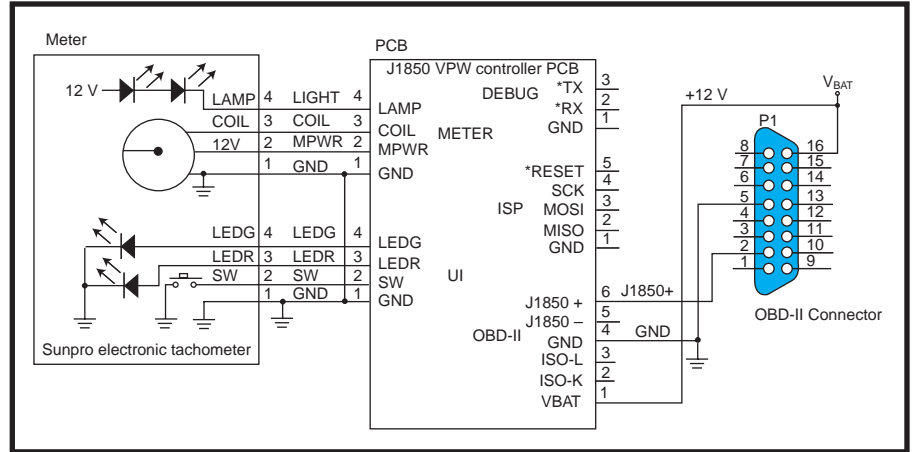 Meter
12 V
LAMP 4 LIGHT 4
COIL 3 COIL 3
12V 2 MPWR 2
1 GND 1
LEDG 4 LEDG 4
LEDR 3 LEDR 3
SW 2 SW 2
1 GND 1
Sunpro electronic tachometer
PCB
J1850 VPW controller PCB
LAMP
COIL
MPWR
GND
METER
LEDG
LEDR
SW
GND
UI
DEBUG
*TX 3
*RX 2
GND 1
ISP
*RESET 5
SCK 4
MOSI 3
MISO 2
GND 1
OBD-II
J1850 + 6 J1850+
J1850 – 5
GND 4 GND
ISO-L 3
ISO-K 2
VBAT 1
+12 V
VBAT
P1
8 16
7 15
6 14
5 13
4 12
3 11
2 10
1 9
OBD-II Connector